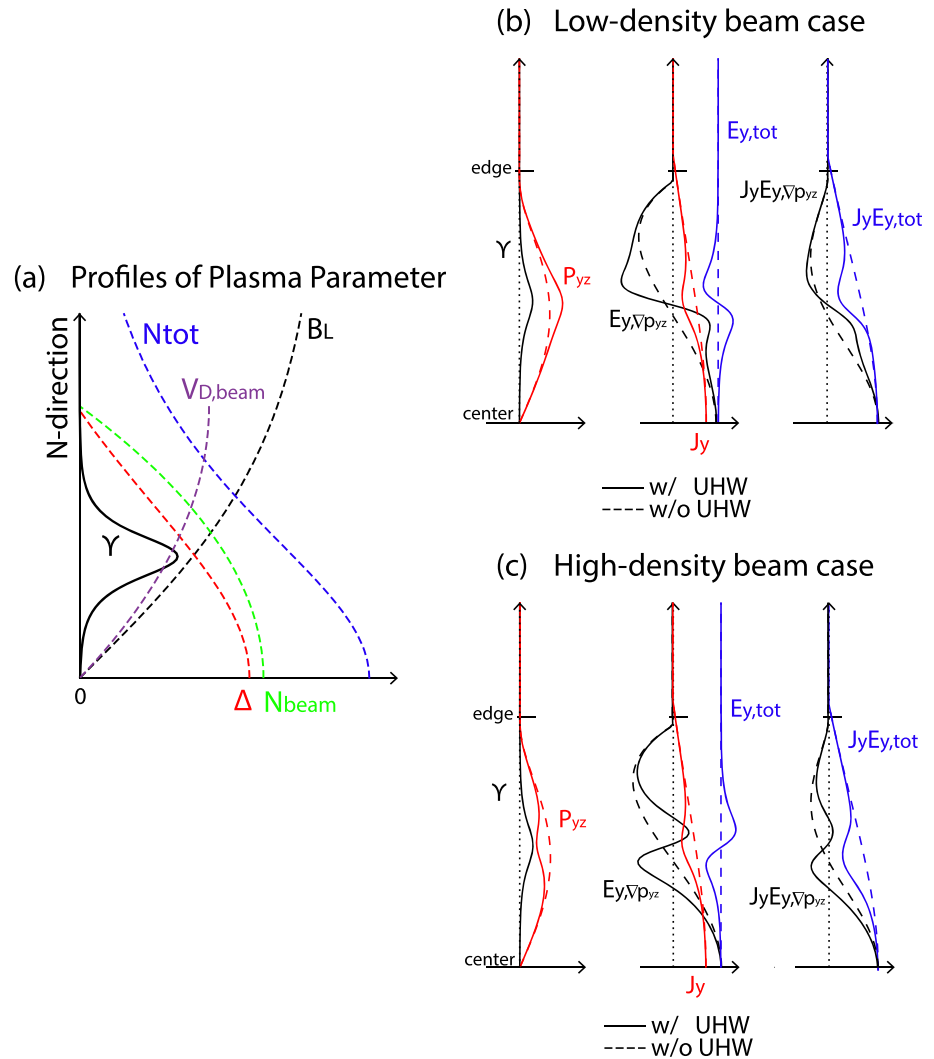 (a) Profiles of Plasma Parameter
N-direction
Ntot
BL
VD,beam
ϒ
0
Δ
Nbeam
(b) Low-density beam case
edge
center
ϒ
Pyz
Ey,tot
Ey,∇pyz
Jy
JyEy,∇pyz
JyEy,tot
w/ UHW
w/o UHW
(c) High-density beam case
edge
center
ϒ
Pyz
Ey,tot
Ey,∇pyz
Jy
JyEy,tot
JyEy,∇pyz
w/ UHW
w/o UHW